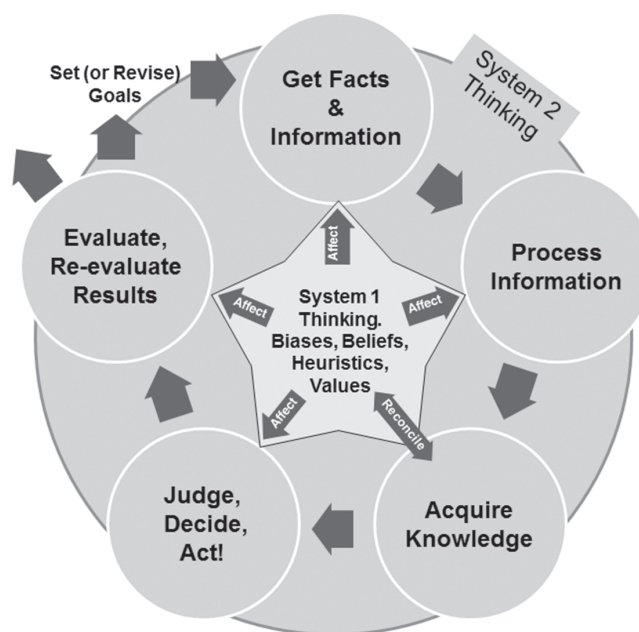 Set (or Revise)
Goals
Get Facts
&
Information
System 2
Thinking
Process
Information
Acquire
Knowledge
Judge,
Decide,
Act!
Evaluate,
Re-evaluate
Results
System 1
Thinking.
Biases, Beliefs,
Heuristics,
Values
Affect
Affect
Affect
Affect
Reconcile